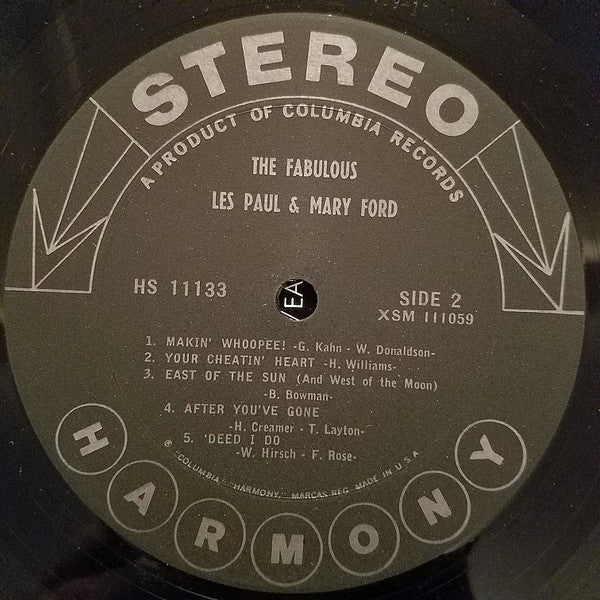 STEREO
A PRODUCT OF COLUMBIA RECORDS
THE FABULOUS
LES PAUL & MARY FORD
HS 11133
SIDE 2
XSM 111059
1. MAKIN' WHOOPEE! -G. Kahn - W. Donaldson-
2. YOUR CHEATIN' HEART -H. Williams-
3. EAST OF THE SUN (And West of the Moon)
-B. Bowman-
4. AFTER YOU'VE GONE
-H. Creamer - T. Layton-
5. 'DEED I DO
-W. Hirsch - F. Rose-
® "COLUMBIA" "HARMONY," MARCAS REG. MADE IN U S A
HARMONY